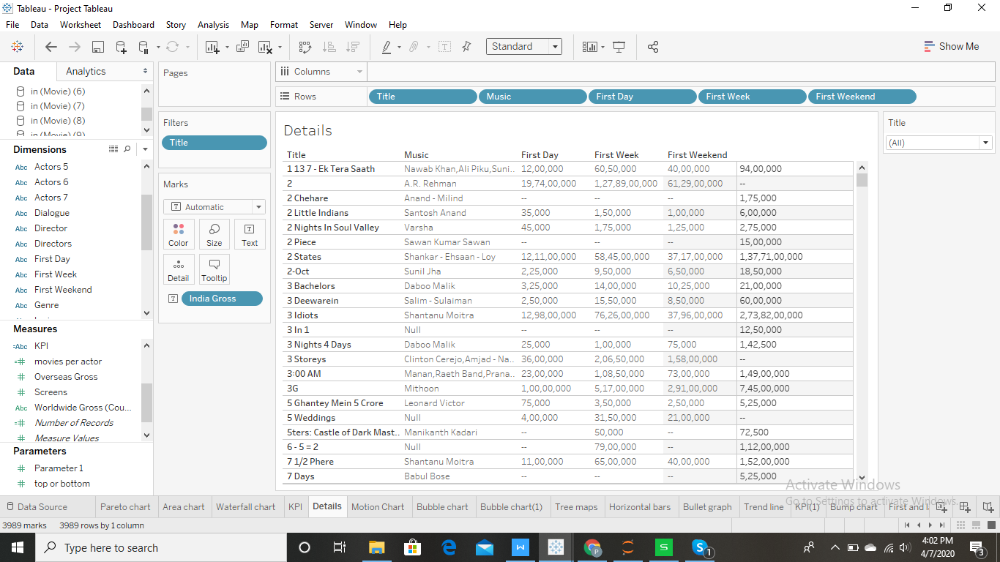 Tableau - Project Tableau
File Data Worksheet Dashboard Story Analysis Map Format Server Window Help
Standard
Show Me
Data Analytics
in (Movie) (6)
in (Movie) (7)
in (Movie) (8)
in (Movie) (9)
Dimensions
Abc Actors 5
Abc Actors 6
Abc Actors 7
Abc Dialogue
Abc Director
Abc Directors
Abc First Day
Abc First Week
Abc First Weekend
Abc Genre
Measures
=Abc KPI
=# movies per actor
# Overseas Gross
# Screens
Abc Worldwide Gross (Cou...
=# Number of Records
# Measure Values
Parameters
# Parameter 1
# top or bottom
Pages
Filters
Title
Marks
T Automatic
Color Size Text
Detail Tooltip
T India Gross
Columns
Rows Title Music First Day First Week First Weekend
Details
Title Music First Day First Week First Weekend
1 13 7 - Ek Tera Saath Nawab Khan,Ali Piku,Suni.. 12,00,000 60,50,000 40,00,000 94,00,000
2 A.R. Rehman 19,74,00,000 1,27,89,00,000 61,29,00,000 --
2 Chehare Anand - Milind -- -- -- 1,75,000
2 Little Indians Santosh Anand 35,000 1,50,000 1,00,000 6,00,000
2 Nights In Soul Valley Varsha 45,000 1,75,000 1,25,000 2,75,000
2 Piece Sawan Kumar Sawan -- -- -- 15,00,000
2 States Shankar - Ehsaan - Loy 12,11,00,000 58,45,00,000 37,17,00,000 1,37,71,00,000
2-Oct Sunil Jha 2,25,000 9,50,000 6,50,000 18,50,000
3 Bachelors Daboo Malik 3,25,000 14,00,000 10,25,000 21,00,000
3 Deewarein Salim - Sulaiman 2,50,000 15,50,000 8,50,000 60,00,000
3 Idiots Shantanu Moitra 12,98,00,000 76,26,00,000 37,96,00,000 2,73,82,00,000
3 In 1 Null -- -- -- 12,50,000
3 Nights 4 Days Daboo Malik 25,000 1,00,000 75,000 1,42,500
3 Storeys Clinton Cerejo,Amjad - Na.. 36,00,000 2,06,50,000 1,58,00,000 --
3:00 AM Manan,Raeth Band,Prana.. 23,00,000 1,08,50,000 73,00,000 1,49,00,000
3G Mithoon 1,00,00,000 5,17,00,000 2,91,00,000 7,45,00,000
5 Ghantey Mein 5 Crore Leonard Victor 75,000 3,50,000 2,50,000 5,25,000
5 Weddings Null 4,00,000 31,50,000 21,00,000 --
5ters: Castle of Dark Mast.. Manikanth Kadari -- 50,000 -- 72,500
6 - 5 = 2 Null -- 79,00,000 -- 1,12,00,000
7 1/2 Phere Shantanu Moitra 11,00,000 65,00,000 40,00,000 1,52,00,000
7 Days Babul Bose -- -- -- 5,25,000
Title
(All)
Activate Windows
Go to Settings to activate Windows.
Data Source Pareto chart Area chart Waterfall chart KPI Details Motion Chart Bubble chart Bubble chart(1) Tree maps Horizontal bars Bullet graph Trend line KPI(1) Bump chart First and l
3989 marks 3989 rows by 1 column
Type here to search
W
S
P
S
1
4:02 PM
4/7/2020
3